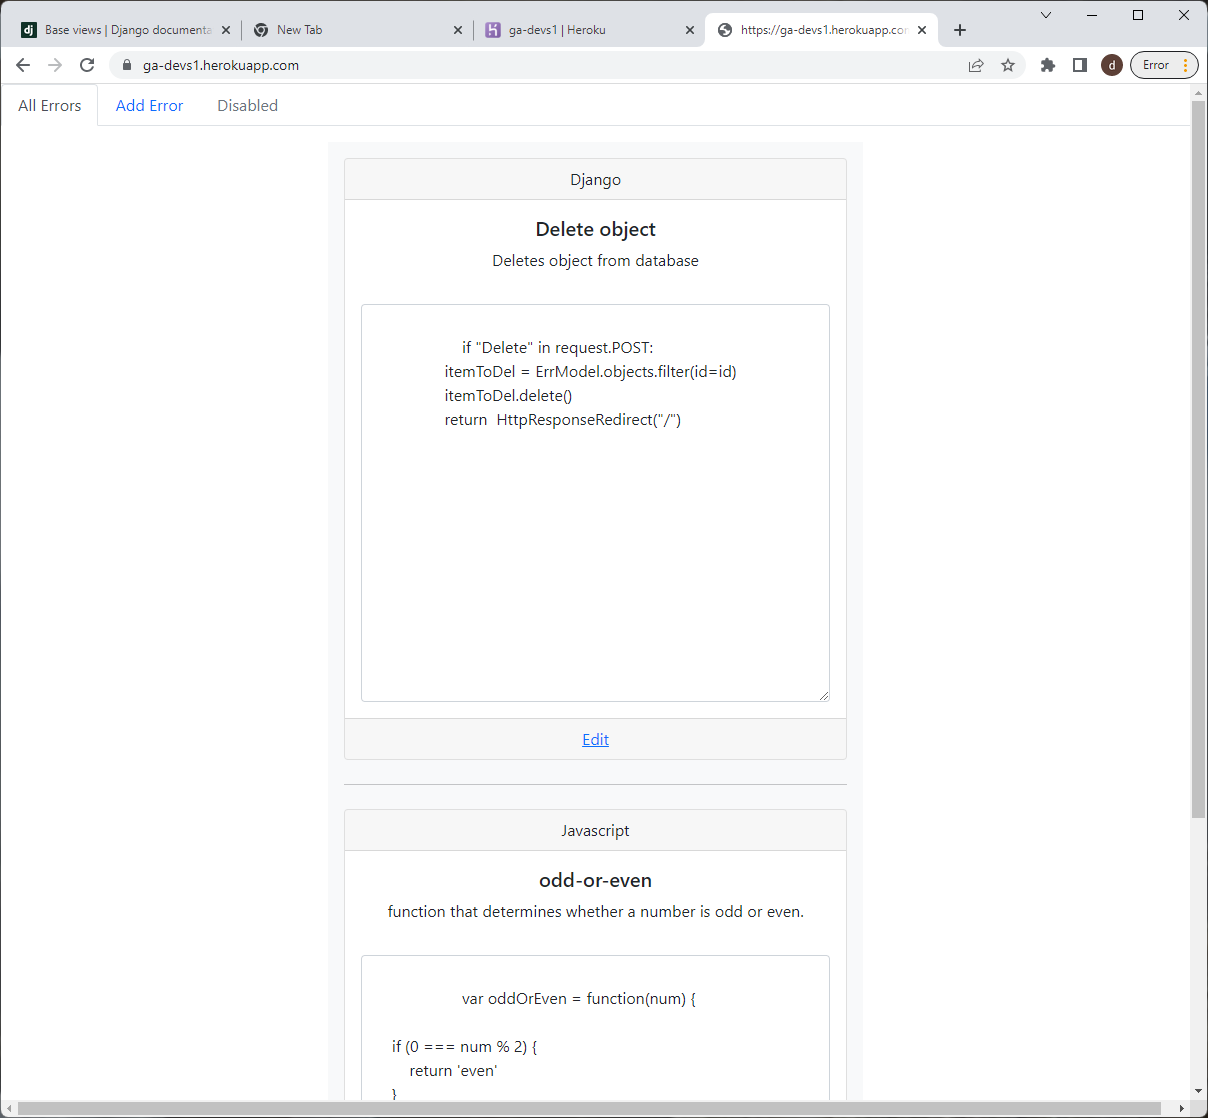 Base views | Django documenta
New Tab
ga-devs1 | Heroku
https://ga-devs1.herokuapp.co
ga-devs1.herokuapp.com
d
Error
All Errors
Add Error
Disabled
Django
Delete object
Deletes object from database
if "Delete" in request.POST:
itemToDel = ErrModel.objects.filter(id=id)
itemToDel.delete()
return  HttpResponseRedirect("/")
Edit
Javascript
odd-or-even
function that determines whether a number is odd or even.
var oddOrEven = function(num) {
if (0 === num % 2) {
return 'even'
}